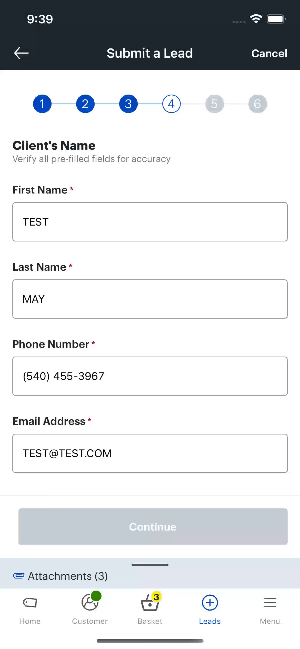 9:39
Submit a Lead
Cancel
1 2 3 4 5 6
Client's Name
Verify all pre-filled fields for accuracy
First Name *
TEST
Last Name *
MAY
Phone Number *
(540) 455-3967
Email Address *
TEST@TEST.COM
Continue
Attachments (3)
3
Home Customer Basket Leads Menu